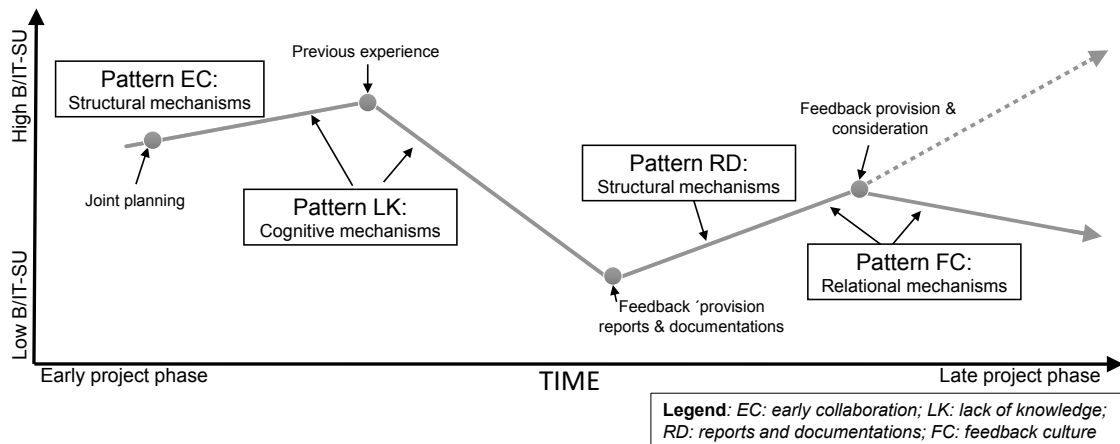 High B/IT-SU
Low B/IT-SU
Previous experience
Pattern EC:
Structural mechanisms
Joint planning
Pattern LK:
Cognitive mechanisms
Feedback ´provision
reports & documentations
Pattern RD:
Structural mechanisms
Feedback provision &
consideration
Pattern FC:
Relational mechanisms
Early project phase
TIME
Late project phase
Legend: EC: early collaboration; LK: lack of knowledge;
RD: reports and documentations; FC: feedback culture